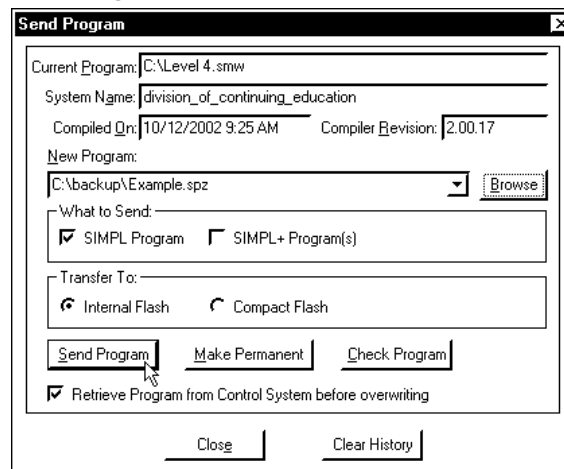 Send Program
Current Program: C:\Level 4.smw
System Name: division_of_continuing_education
Compiled On: 10/12/2002 9:25 AM Compiler Revision: 2.00.17
New Program:
C:\backup\Example.spz Browse
What to Send:
SIMPL Program SIMPL+ Program(s)
Transfer To:
Internal Flash Compact Flash
Send Program Make Permanent Check Program
Retrieve Program from Control System before overwriting
Close Clear History